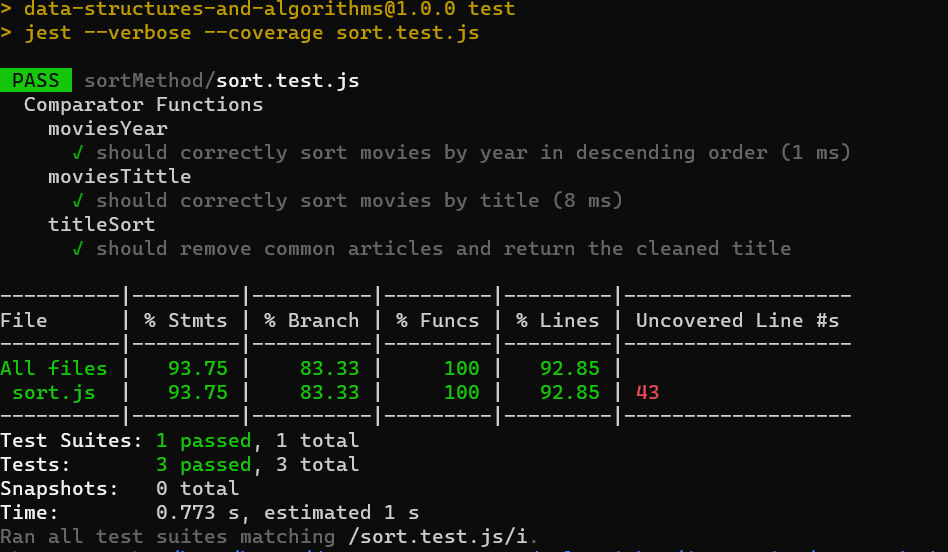 > data-structures-and-algorithms@1.0.0 test
> jest --verbose --coverage sort.test.js
PASS sortMethod/sort.test.js
Comparator Functions
moviesYear
√ should correctly sort movies by year in descending order (1 ms)
moviesTittle
√ should correctly sort movies by title (8 ms)
titleSort
√ should remove common articles and return the cleaned title
----------|---------|----------|---------|---------|-------------------
File      | % Stmts | % Branch | % Funcs | % Lines | Uncovered Line #s
----------|---------|----------|---------|---------|-------------------
All files |   93.75 |    83.33 |     100 |   92.85 |
 sort.js  |   93.75 |    83.33 |     100 |   92.85 | 43
----------|---------|----------|---------|---------|-------------------
Test Suites: 1 passed, 1 total
Tests:       3 passed, 3 total
Snapshots:   0 total
Time:        0.773 s, estimated 1 s
Ran all test suites matching /sort.test.js/i.